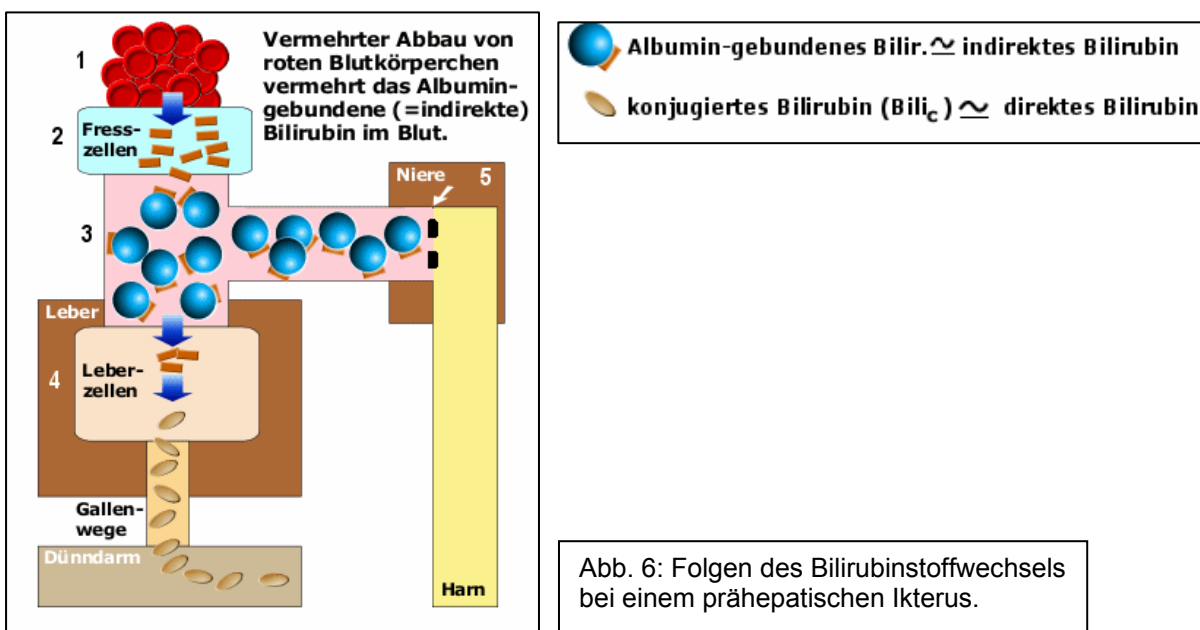 1
Vermehrter Abbau von
roten Blutkörperchen
vermehrt das Albumin-
gebundene (=indirekte)
Bilirubin im Blut.
2
Fress-
zellen
3
Niere 5
Leber
4
Leber-
zellen
Gallen-
wege
Dünndarm
Harn
Albumin-gebundenes Bilir. ≃ indirektes Bilirubin
konjugiertes Bilirubin (Bilic) ≃ direktes Bilirubin
Abb. 6: Folgen des Bilirubinstoffwechsels
bei einem prähepatischen Ikterus.